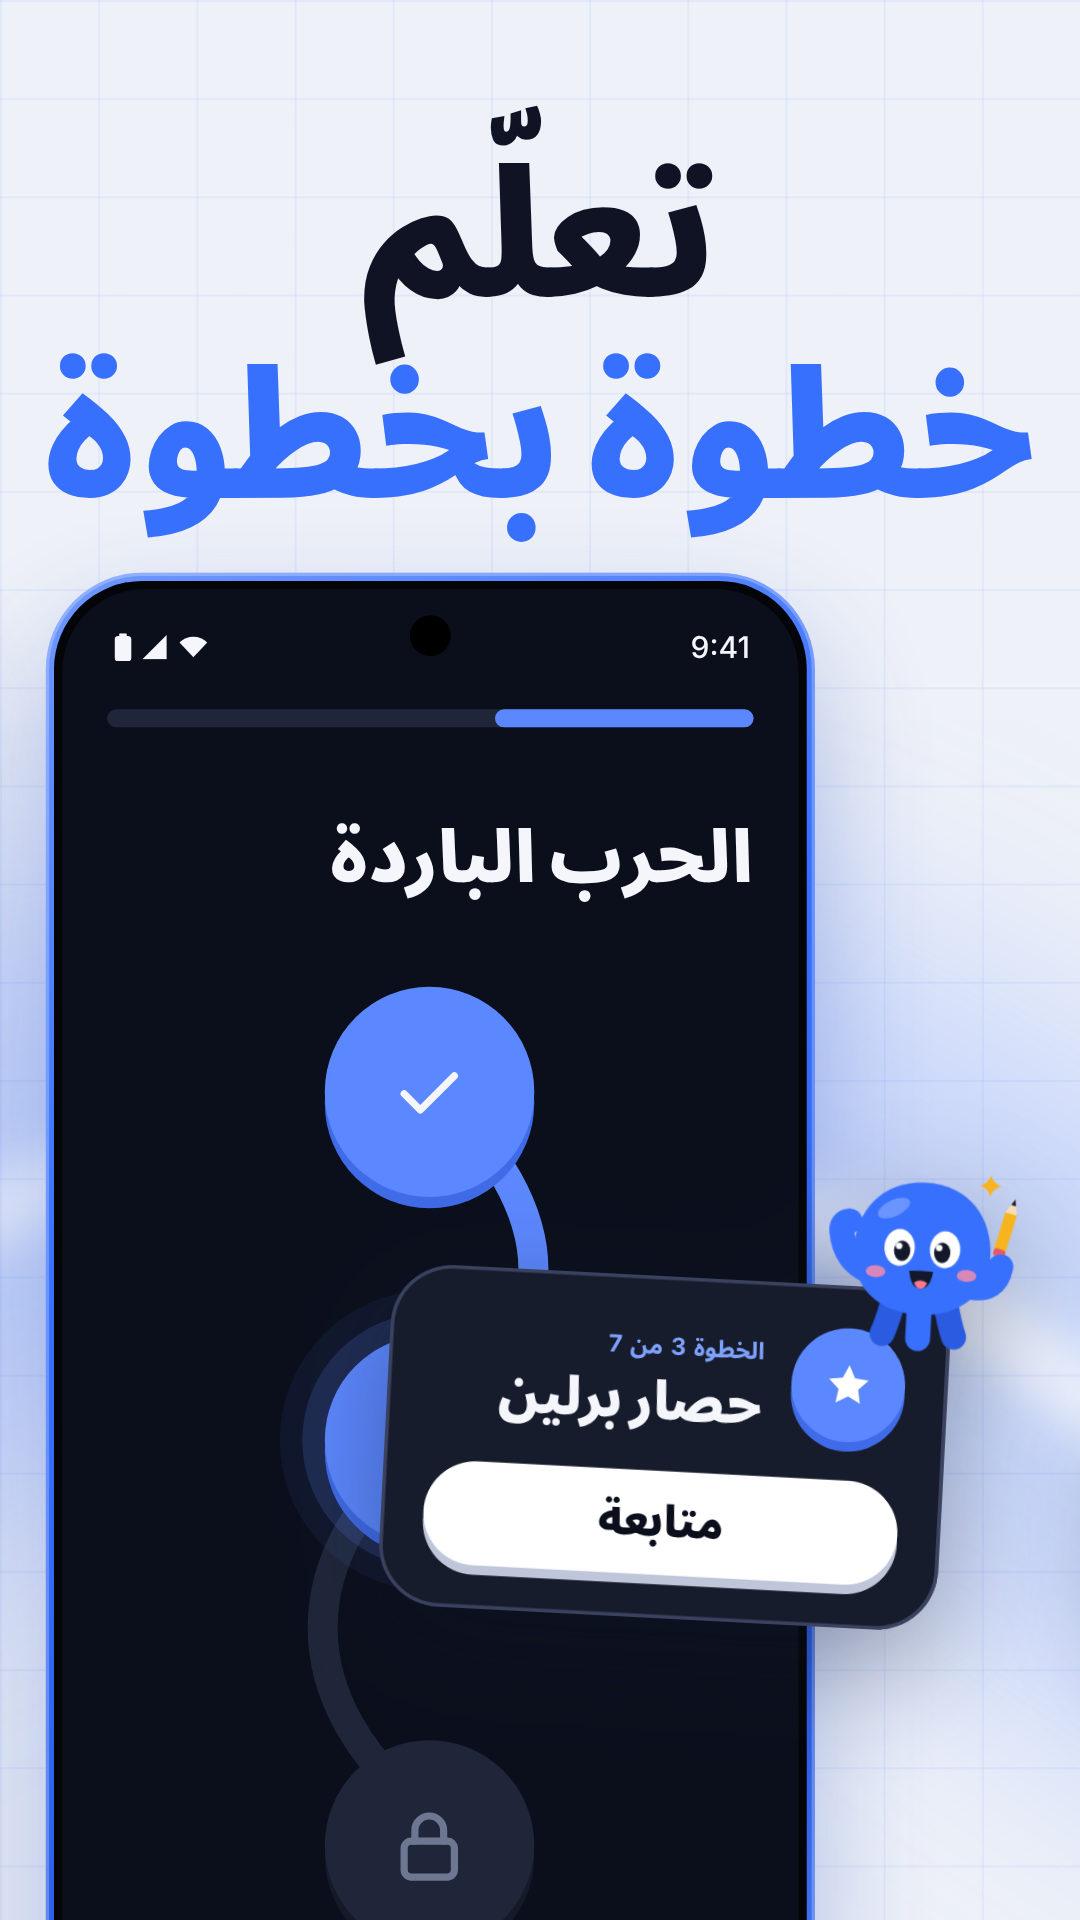 تعلّم
خطوة بخطوة
9:41
الحرب الباردة
الخطوة 3 من 7
حصار برلين
متابعة